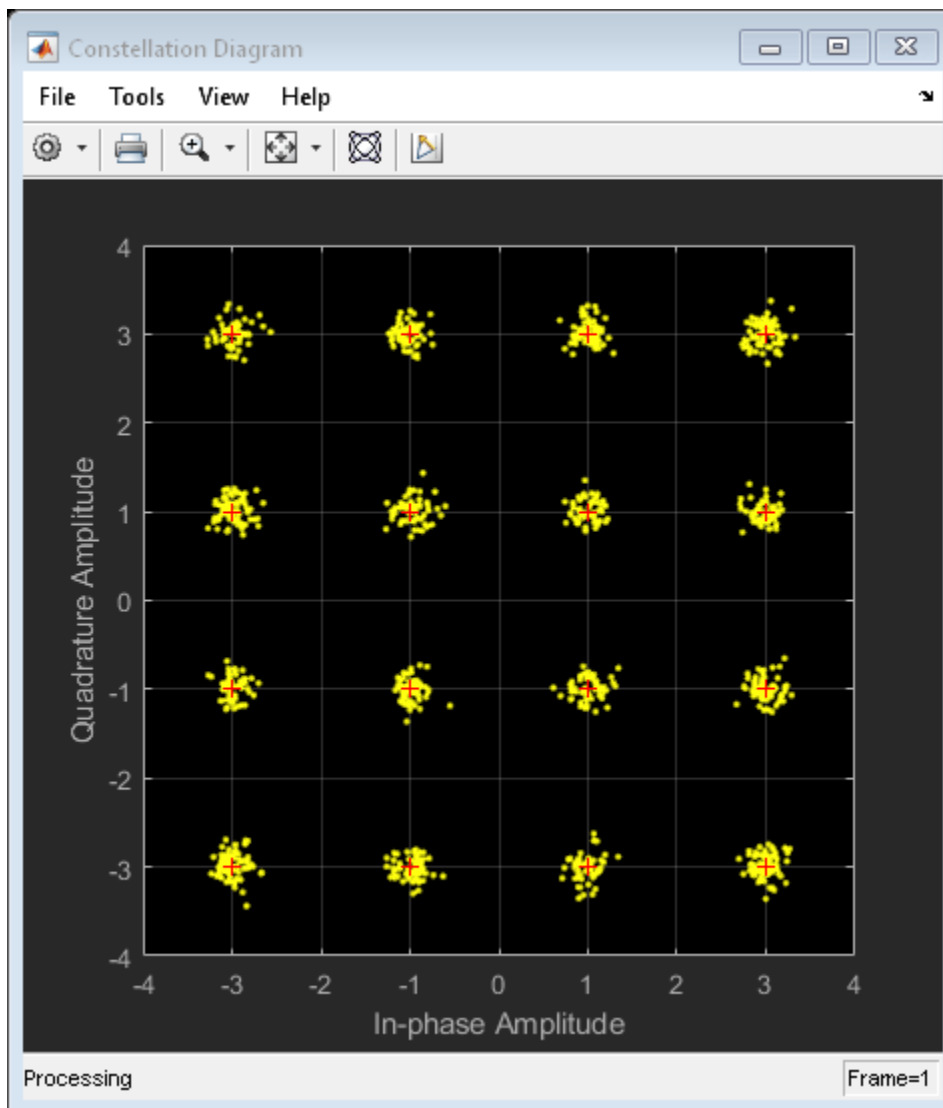 Constellation Diagram
File Tools View Help
4
3
2
1
0
-1
-2
-3
-4
Quadrature Amplitude
-4 -3 -2 -1 0 1 2 3 4
In-phase Amplitude
Processing Frame=1